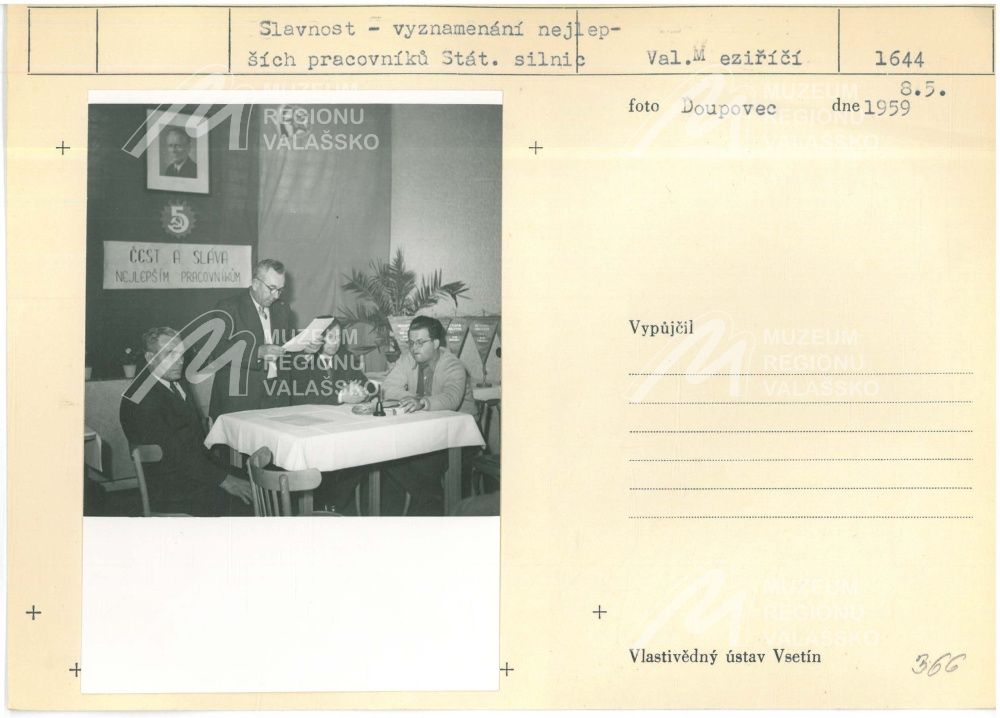 Slavnost - vyznamenání nejlep-
ších pracovníků Stát. silnic
Val.M eziříčí
1644
foto Doupovec
dne 8.5.
1959
MUZEUM
REGIONU
VALAŠSKO
MUZEUM
REGIONU
VALAŠSKO
5
ČEST A SLÁVA
NEJLEPŠÍM PRACOVNÍKŮM
Vypůjčil
MUZEUM
REGIONU
VALAŠSKO
MUZEUM
REGIONU
VALAŠSKO
MUZEUM
REGIONU
VALAŠSKO
Vlastivědný ústav Vsetín
366